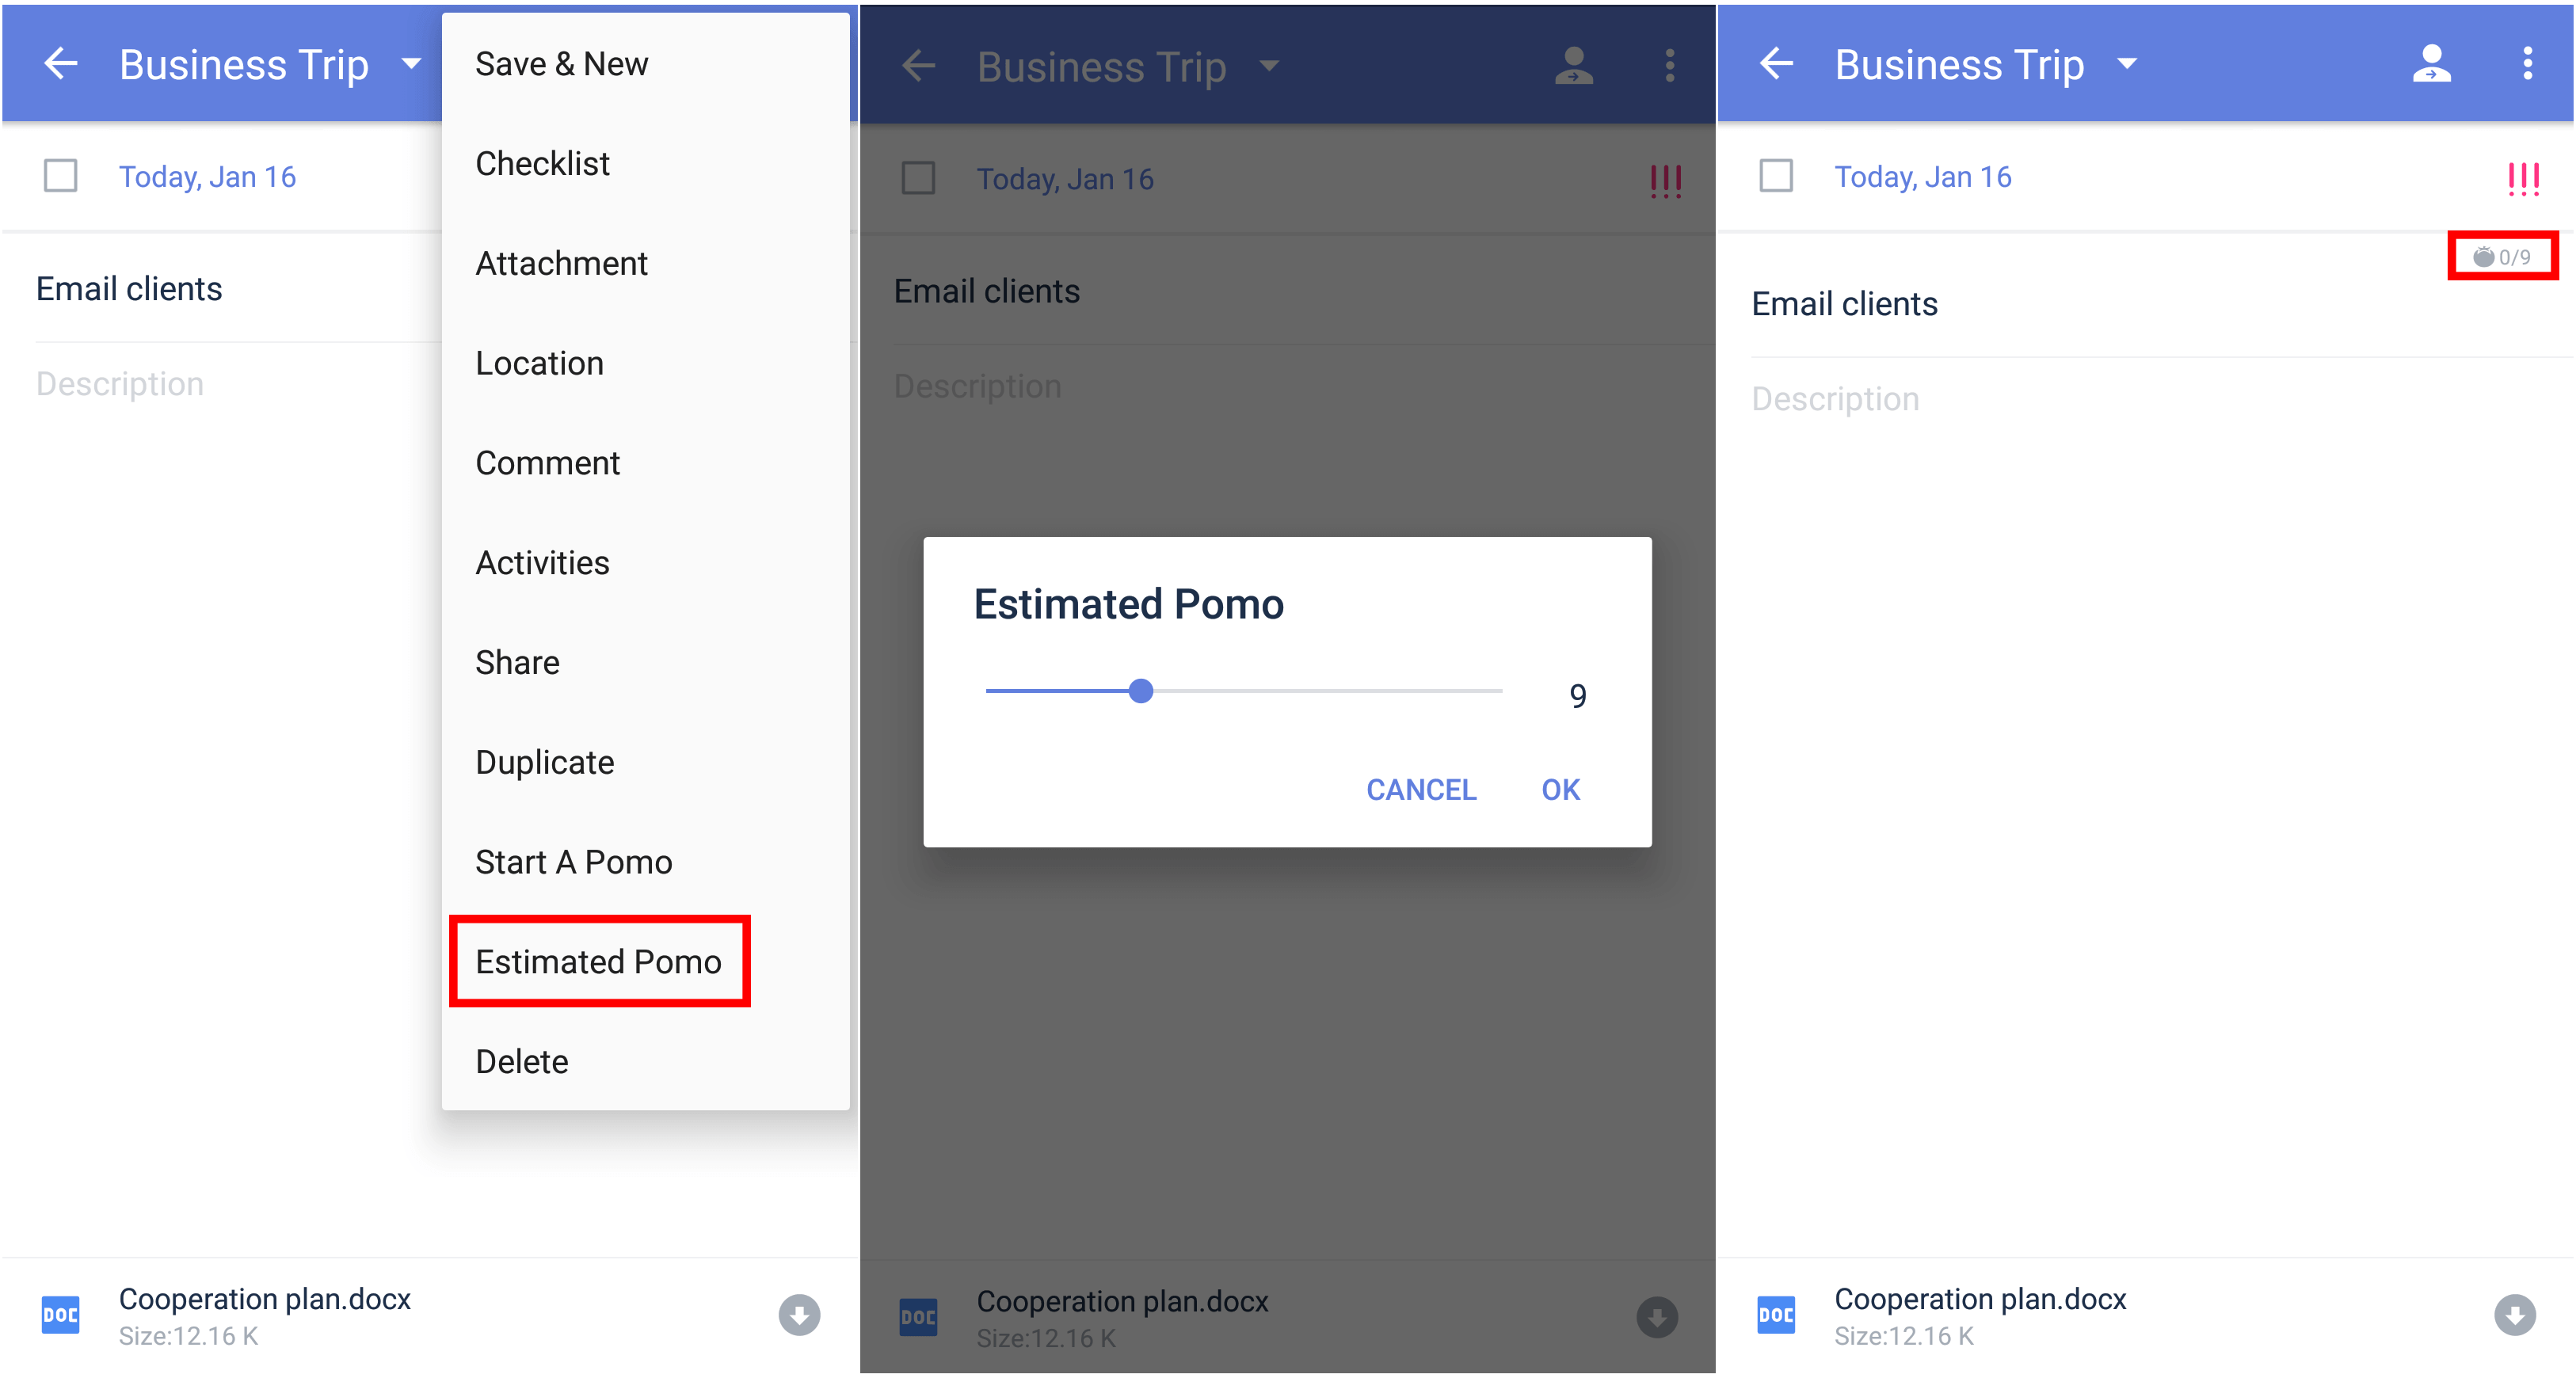 Business Trip
Today, Jan 16
Email clients
Description
Save & New
Checklist
Attachment
Location
Comment
Activities
Share
Duplicate
Start A Pomo
Estimated Pomo
Delete
DOC
Cooperation plan.docx
Size:12.16 K
Business Trip
Today, Jan 16
!!!
Email clients
Description
Estimated Pomo
9
CANCEL OK
DOC
Cooperation plan.docx
Size:12.16 K
Business Trip
Today, Jan 16
!!!
0/9
Email clients
Description
DOC
Cooperation plan.docx
Size:12.16 K